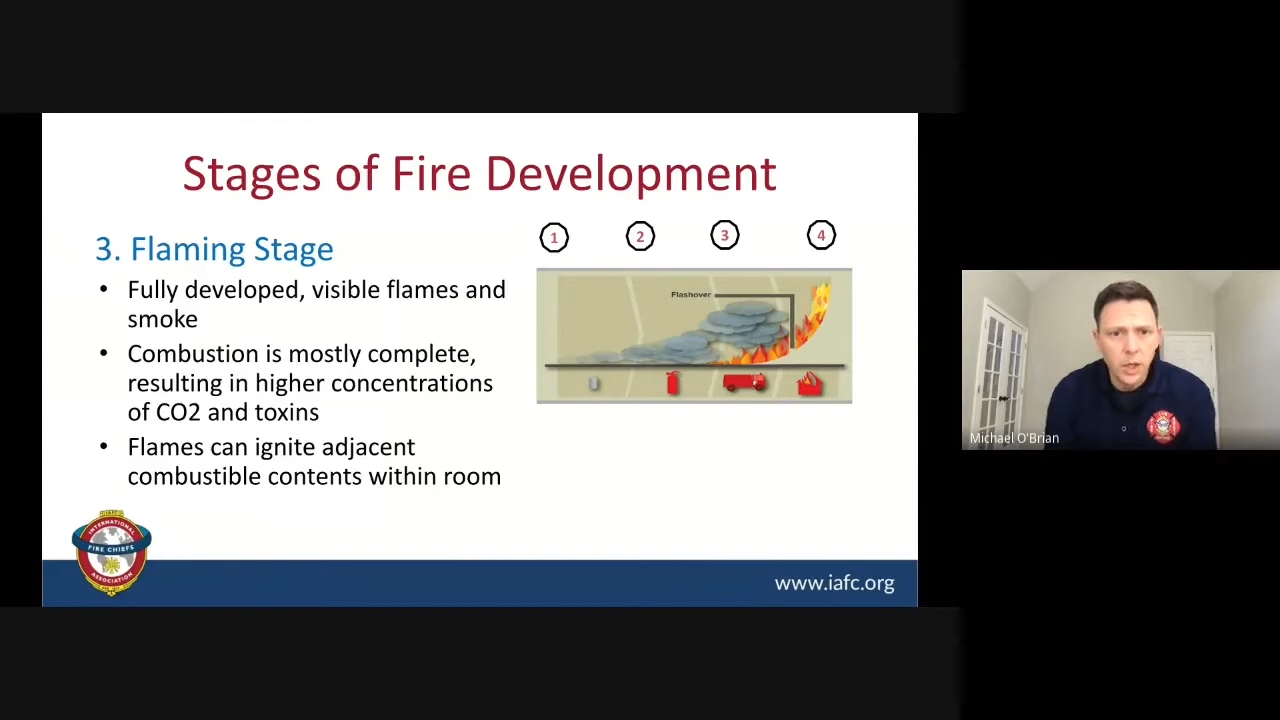 Stages of Fire Development
3. Flaming Stage
• Fully developed, visible flames and
smoke
• Combustion is mostly complete,
resulting in higher concentrations
of CO2 and toxins
• Flames can ignite adjacent
combustible contents within room
1 2 3 4
Flashover
INTERNATIONAL
FIRE CHIEFS
ASSOCIATION
www.iafc.org
Michael O'Brian